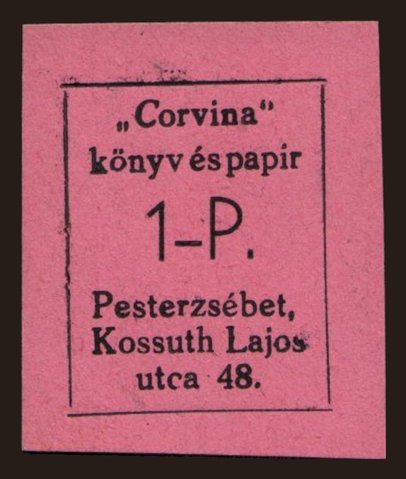 „Corvina“
könyv és papir
1-P.
Pesterzsébet,
Kossuth Lajos
utca 48.